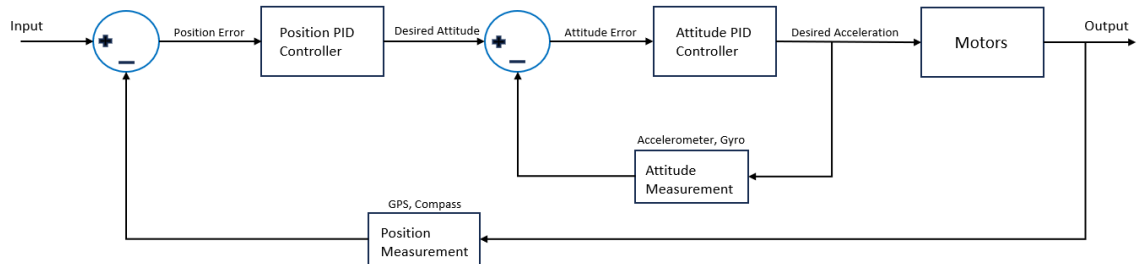 Input
Position Error
Position PID
Controller
Desired Attitude
Attitude Error
Attitude PID
Controller
Desired Acceleration
Motors
Output
Accelerometer, Gyro
Attitude
Measurement
GPS, Compass
Position
Measurement